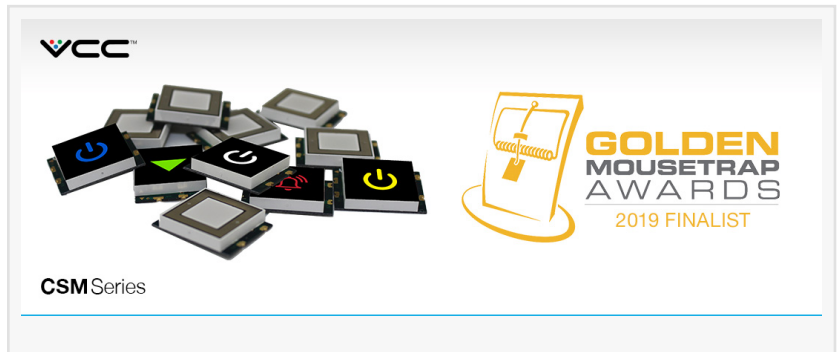 VCC™
GOLDEN
MOUSETRAP
AWARDS
2019 FINALIST
CSM Series